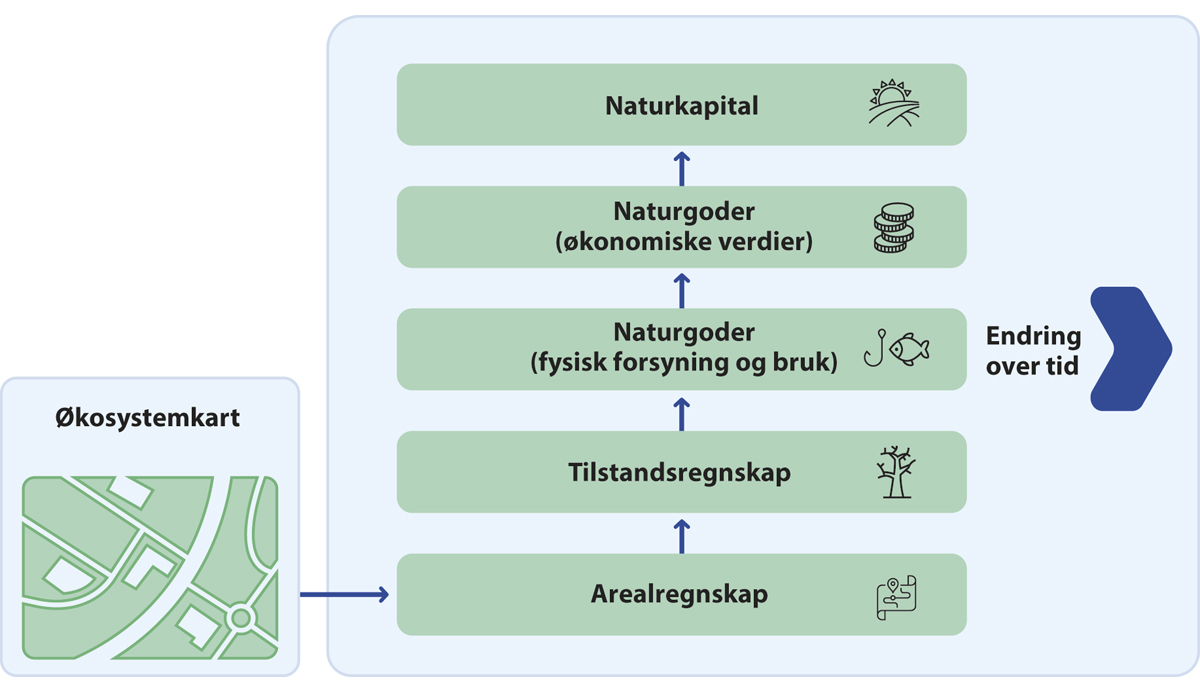 Naturkapital
Naturgoder
(økonomiske verdier)
Naturgoder
(fysisk forsyning og bruk)
Endring
over tid
Økosystemkart
Tilstandsregnskap
Arealregnskap